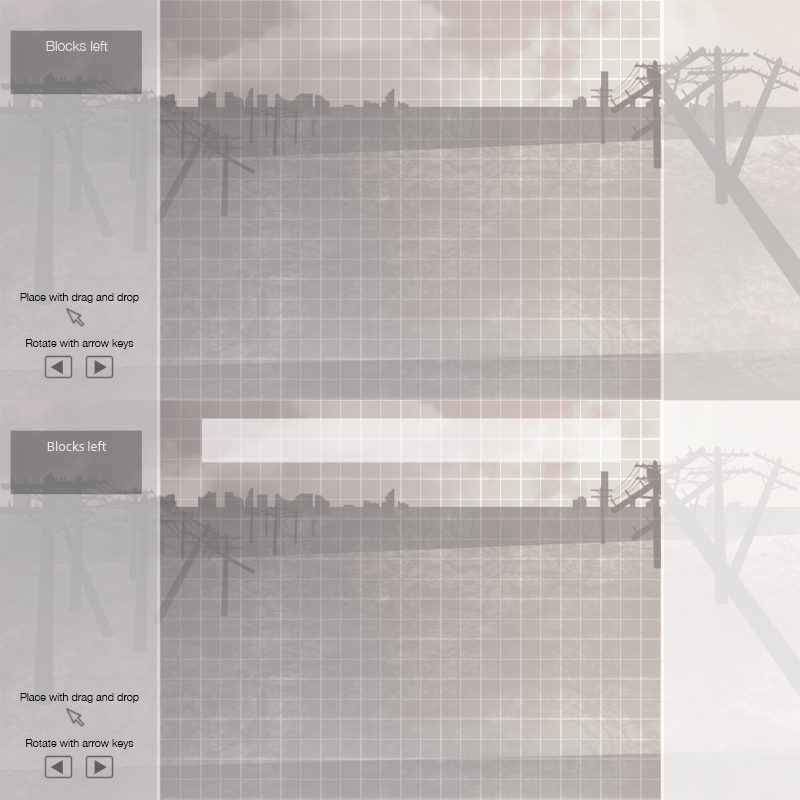 Blocks left
Place with drag and drop
Rotate with arrow keys
Blocks left
Place with drag and drop
Rotate with arrow keys